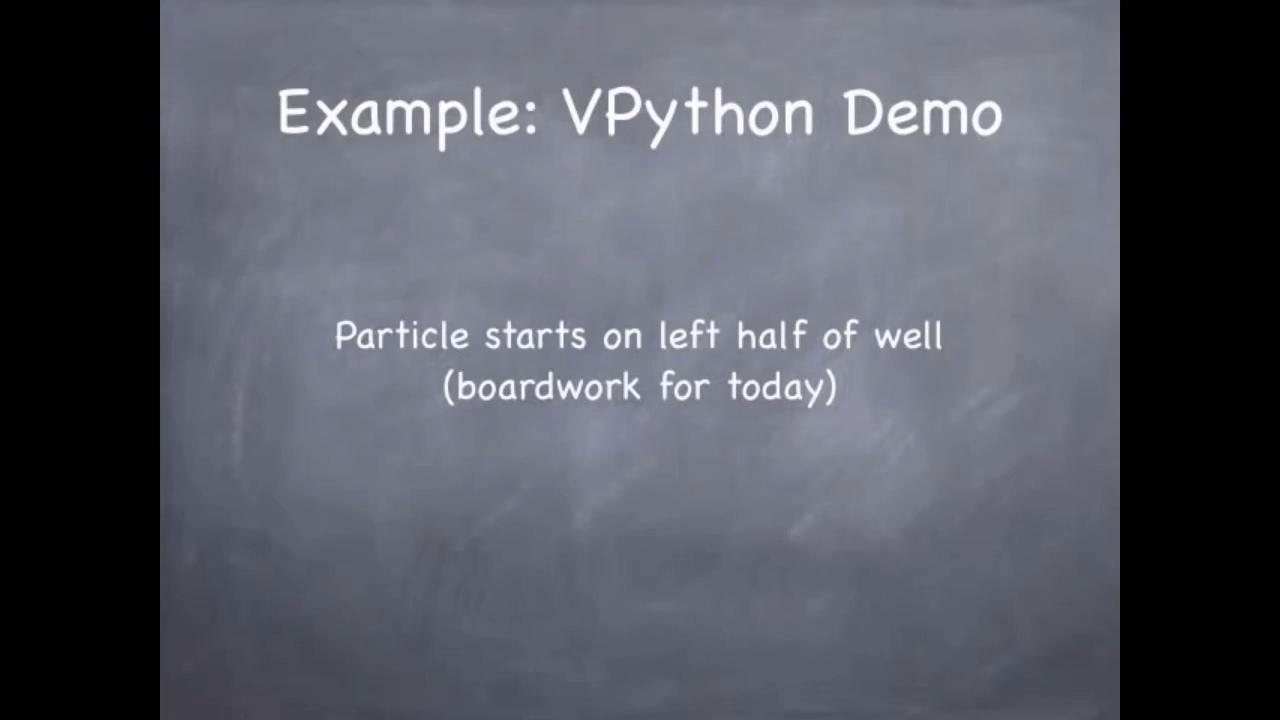 Example: VPython Demo
Particle starts on left half of well
(boardwork for today)